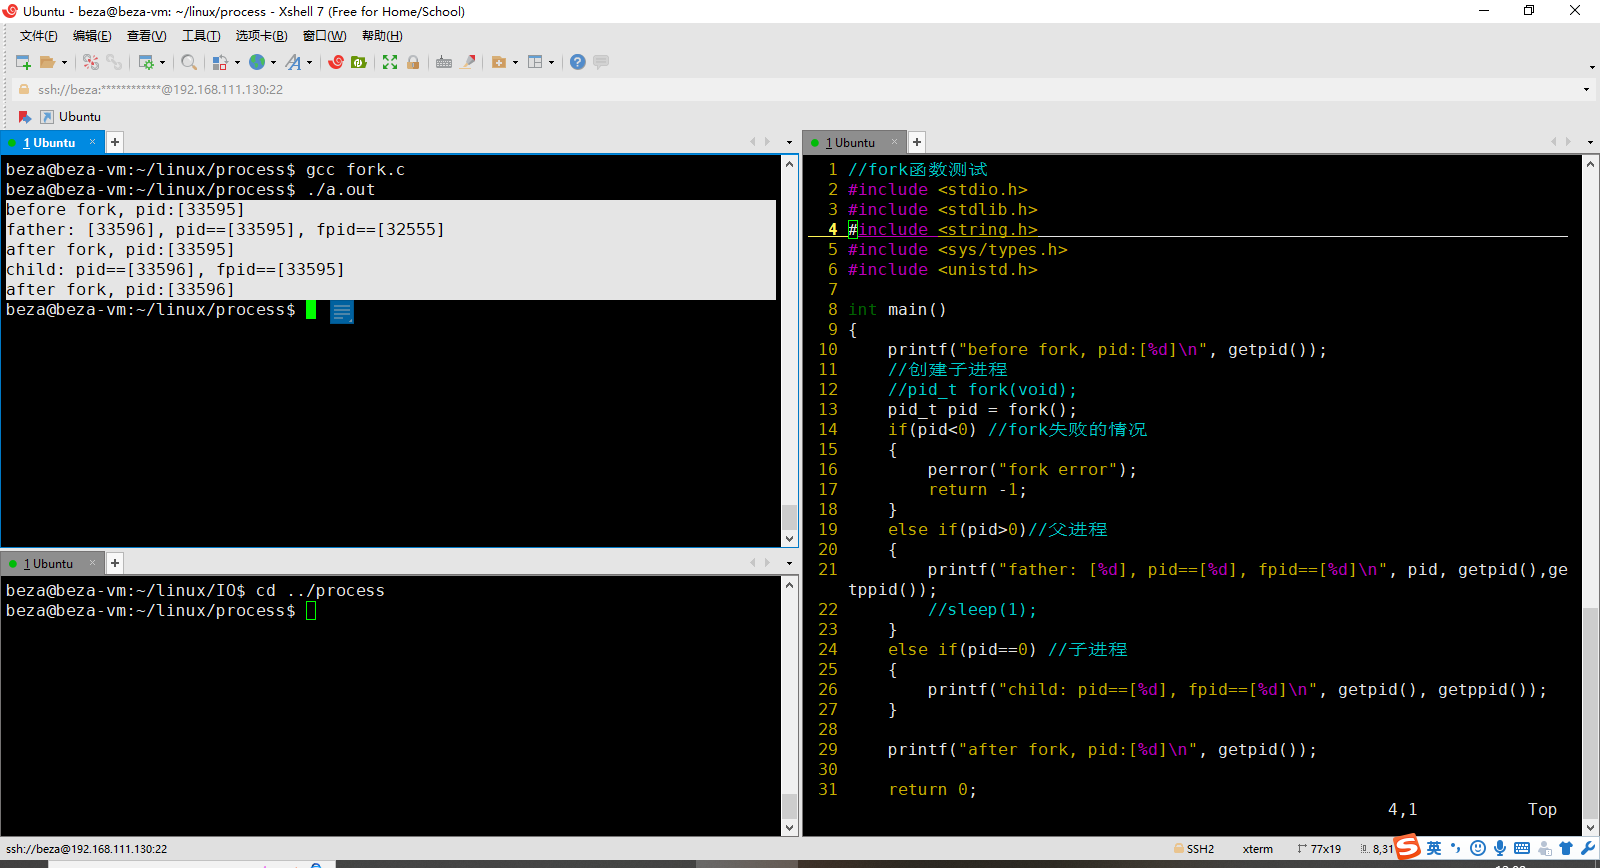 Ubuntu - beza@beza-vm: ~/linux/process - Xshell 7 (Free for Home/School)
文件(F) 编辑(E) 查看(V) 工具(T) 选项卡(B) 窗口(W) 帮助(H)
ssh://beza:************@192.168.111.130:22
Ubuntu
1 Ubuntu
beza@beza-vm:~/linux/process$ gcc fork.c
beza@beza-vm:~/linux/process$ ./a.out
before fork, pid:[33595]
father: [33596], pid==[33595], fpid==[32555]
after fork, pid:[33595]
child: pid==[33596], fpid==[33595]
after fork, pid:[33596]
beza@beza-vm:~/linux/process$
1 Ubuntu
beza@beza-vm:~/linux/IO$ cd ../process
beza@beza-vm:~/linux/process$
1 Ubuntu
1 //fork函数测试
2 #include <stdio.h>
3 #include <stdlib.h>
4 #include <string.h>
5 #include <sys/types.h>
6 #include <unistd.h>
7
8 int main()
9 {
10     printf("before fork, pid:[%d]\n", getpid());
11     //创建子进程
12     //pid_t fork(void);
13     pid_t pid = fork();
14     if(pid<0) //fork失败的情况
15     {
16         perror("fork error");
17         return -1;
18     }
19     else if(pid>0)//父进程
20     {
21         printf("father: [%d], pid==[%d], fpid==[%d]\n", pid, getpid(),ge
tppid());
22         //sleep(1);
23     }
24     else if(pid==0) //子进程
25     {
26         printf("child: pid==[%d], fpid==[%d]\n", getpid(), getppid());
27     }
28
29     printf("after fork, pid:[%d]\n", getpid());
30
31     return 0;
4,1 Top
ssh://beza@192.168.111.130:22 SSH2 xterm 77x19 8,31 英